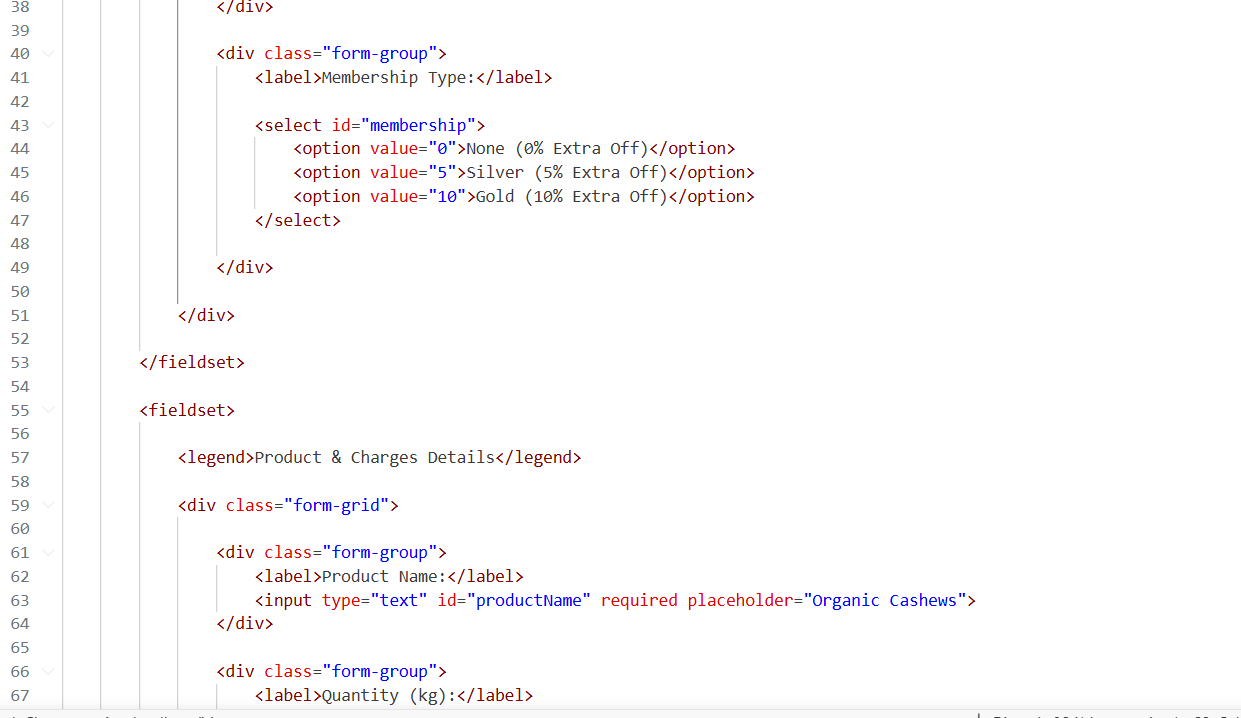 38 </div>
39
40 <div class="form-group">
41 <label>Membership Type:</label>
42
43 <select id="membership">
44 <option value="0">None (0% Extra Off)</option>
45 <option value="5">Silver (5% Extra Off)</option>
46 <option value="10">Gold (10% Extra Off)</option>
47 </select>
48
49 </div>
50
51 </div>
52
53 </fieldset>
54
55 <fieldset>
56
57 <legend>Product & Charges Details</legend>
58
59 <div class="form-grid">
60
61 <div class="form-group">
62 <label>Product Name:</label>
63 <input type="text" id="productName" required placeholder="Organic Cashews">
64 </div>
65
66 <div class="form-group">
67 <label>Quantity (kg):</label>